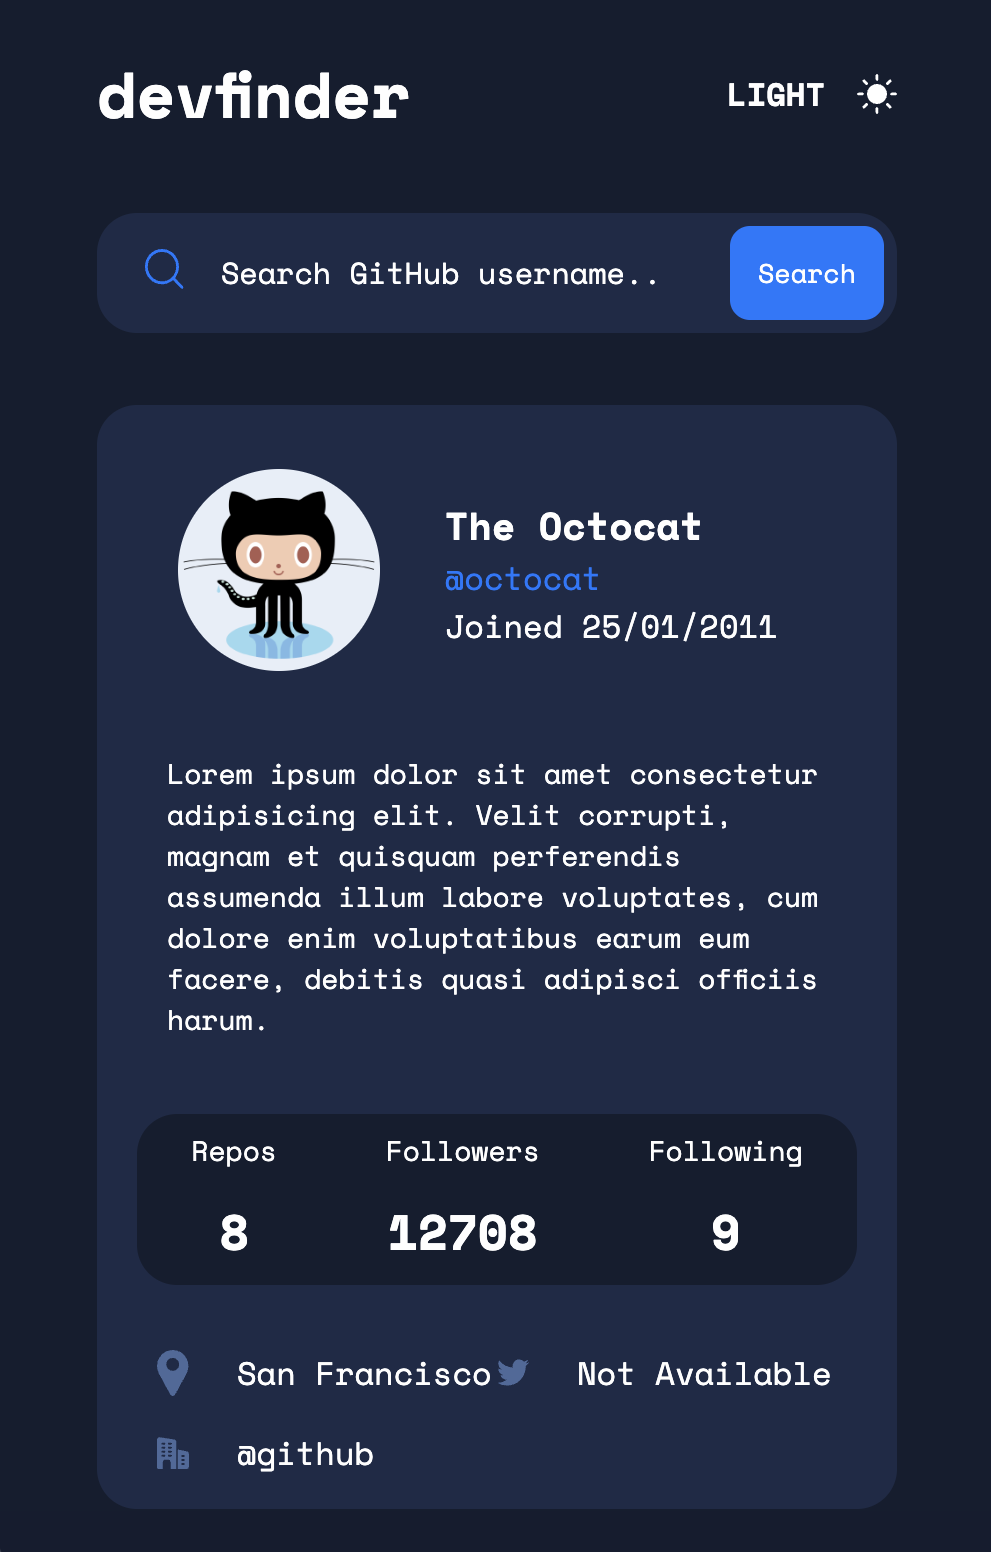 devfinder
LIGHT
Search GitHub username..
Search
The Octocat
@octocat
Joined 25/01/2011
Lorem ipsum dolor sit amet consectetur
adipisicing elit. Velit corrupti,
magnam et quisquam perferendis
assumenda illum labore voluptates, cum
dolore enim voluptatibus earum eum
facere, debitis quasi adipisci officiis
harum.
Repos Followers Following
8 12708 9
San Francisco Not Available
@github